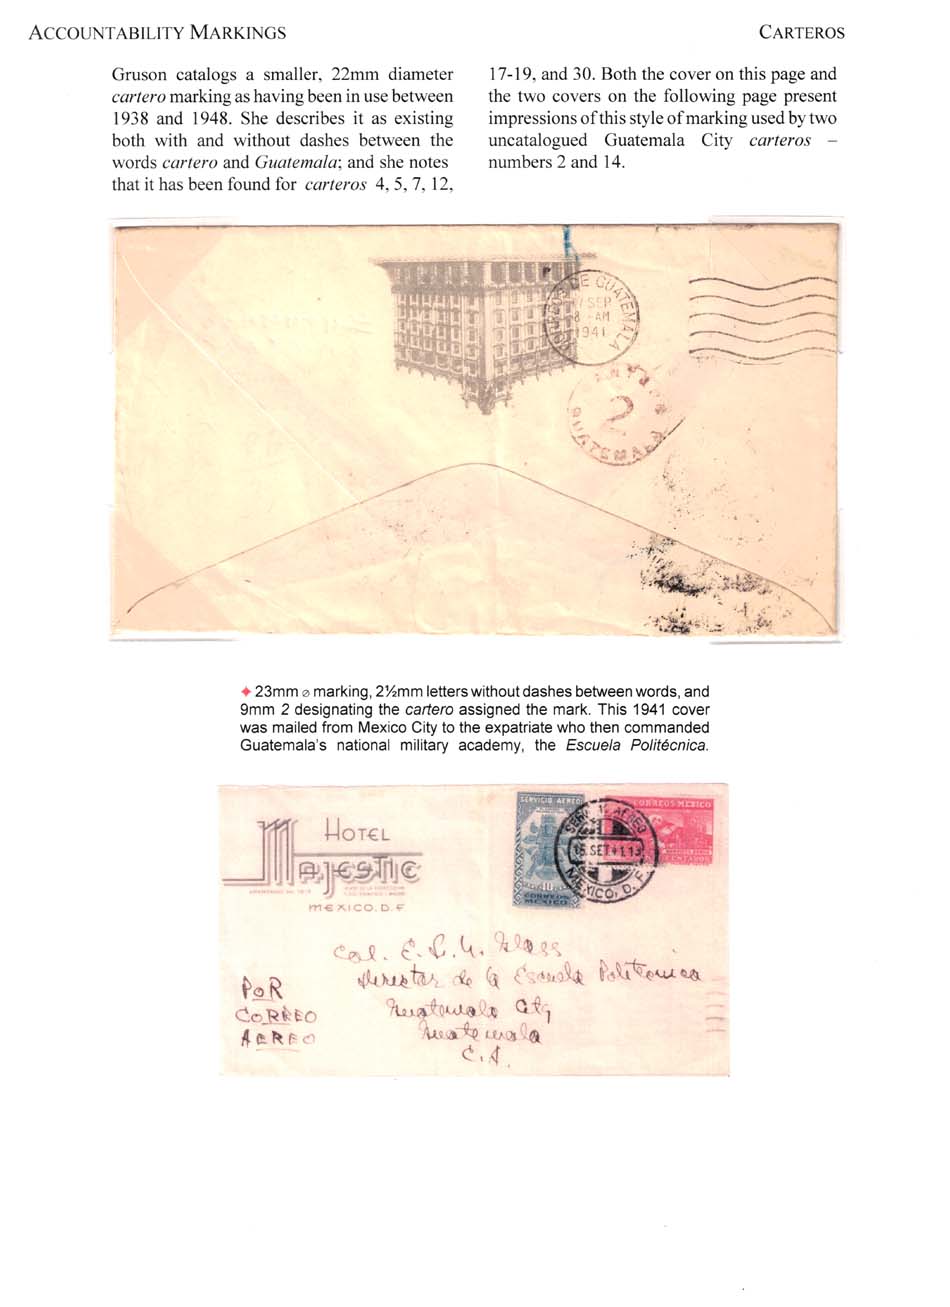 ACCOUNTABILITY MARKINGS
CARTEROS
Gruson catalogs a smaller, 22mm diameter
cartero marking as having been in use between
1938 and 1948. She describes it as existing
both with and without dashes between the
words cartero and Guatemala; and she notes
that it has been found for carteros 4, 5, 7, 12,
17-19, and 30. Both the cover on this page and
the two covers on the following page present
impressions of this style of marking used by two
uncatalogued Guatemala City carteros –
numbers 2 and 14.
DE GUATEMALA
SEP
8 - AM
1941
2
GUATEMALA
✦ 23mm ⌀ marking, 2½mm letters without dashes between words, and
9mm 2 designating the cartero assigned the mark. This 1941 cover
was mailed from Mexico City to the expatriate who then commanded
Guatemala's national military academy, the Escuela Politécnica.
HOTEL
MAJESTIC
MEXICO, D. F
SERVICIO AEREO
CORREOS
MEXICO
CORREOS MEXICO
CENTAVOS
SERV. AEREO
SET 41
MEXICO, D. F.
Col. E. L. N. Glass
Director de la Escuela Politecnica
Guatemala City
Guatemala
C. A.
POR
CORREO
AEREO